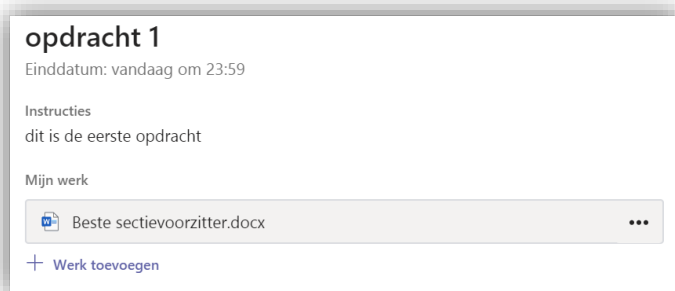 opdracht 1
Einddatum: vandaag om 23:59
Instructies
dit is de eerste opdracht
Mijn werk
Beste sectievoorzitter.docx
Werk toevoegen